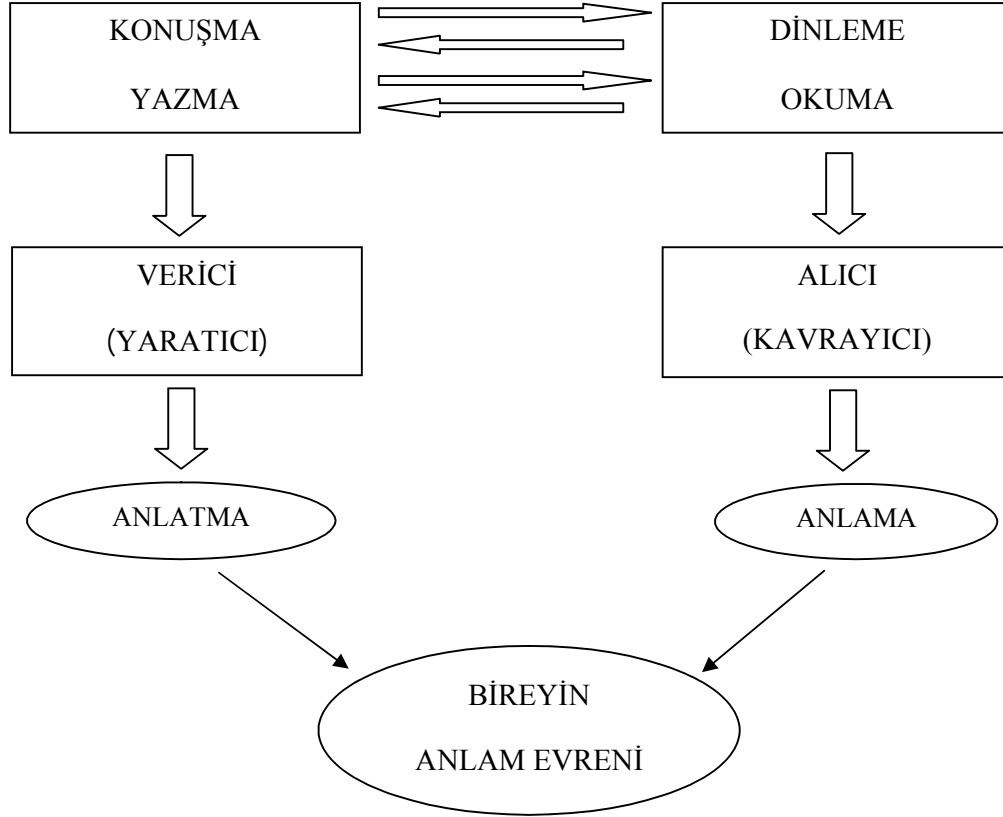 KONUŞMA
YAZMA
DİNLEME
OKUMA
VERİCİ
(YARATICI)
ALICI
(KAVRAYICI)
ANLATMA
ANLAMA
BİREYİN
ANLAM EVRENİ